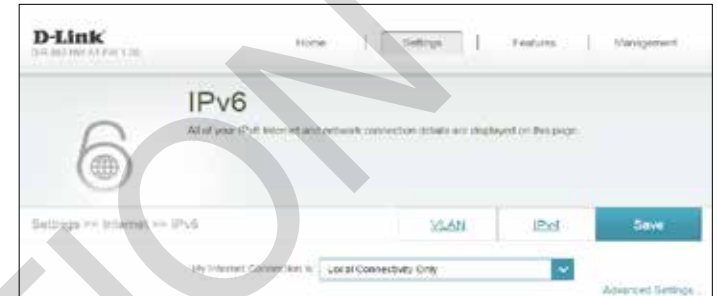 D-Link
Home Settings Features Management
IPv6
All of your IPv6 Internet and network connection details are displayed on this page.
Settings >> Internet >> IPv6 VLAN IPv4 Save
My Internet Connection is Local Connectivity Only
Advanced Settings...
TION